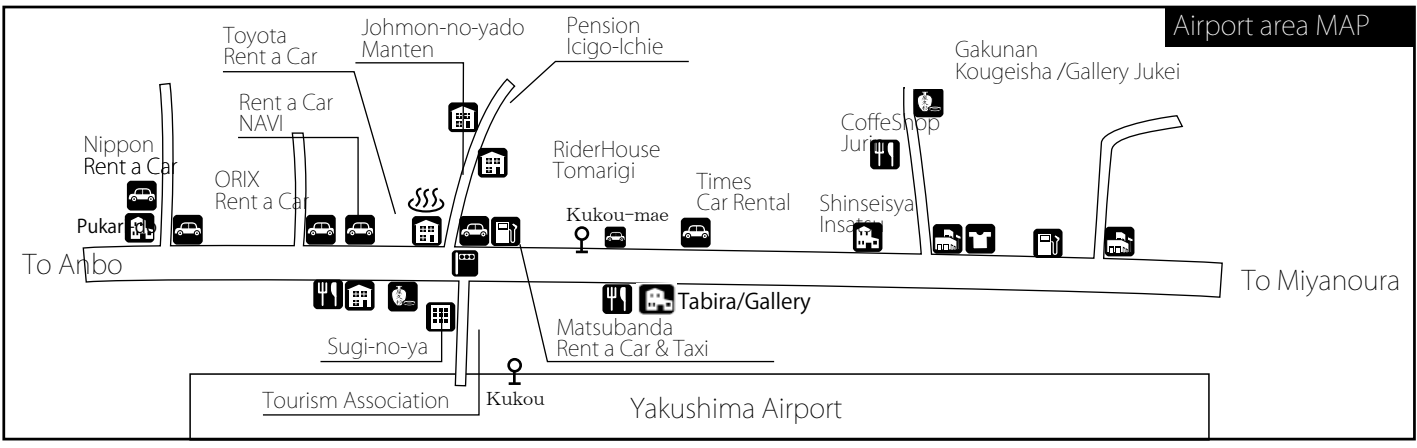 Airport area MAP
Toyota
Rent a Car
Johmon-no-yado
Manten
Pension
Icigo-Ichie
Gakunan
Kougeisha /Gallery Jukei
Rent a Car
NAVI
Nippon
Rent a Car
ORIX
Rent a Car
RiderHouse
Tomarigi
Times
Car Rental
CoffeShop
Shinseisya
Insatsu
Kukou-mae
To Anbo
To Miyanoura
Tabira/Gallery
Matsubanda
Rent a Car & Taxi
Sugi-no-ya
Tourism Association
Kukou
Yakushima Airport